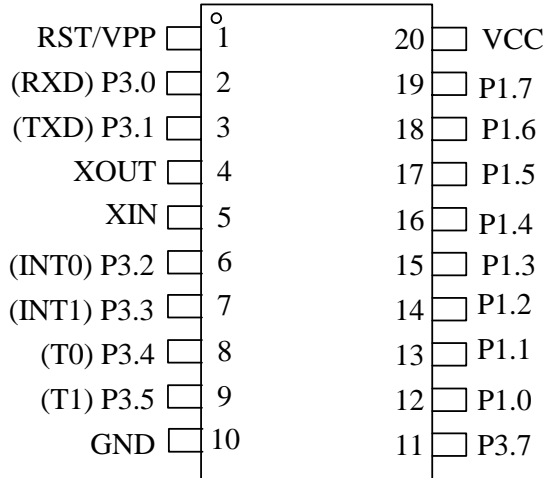 RST/VPP 1 20 VCC
(RXD) P3.0 2 19 P1.7
(TXD) P3.1 3 18 P1.6
XOUT 4 17 P1.5
XIN 5 16 P1.4
(INT0) P3.2 6 15 P1.3
(INT1) P3.3 7 14 P1.2
(T0) P3.4 8 13 P1.1
(T1) P3.5 9 12 P1.0
GND 10 11 P3.7